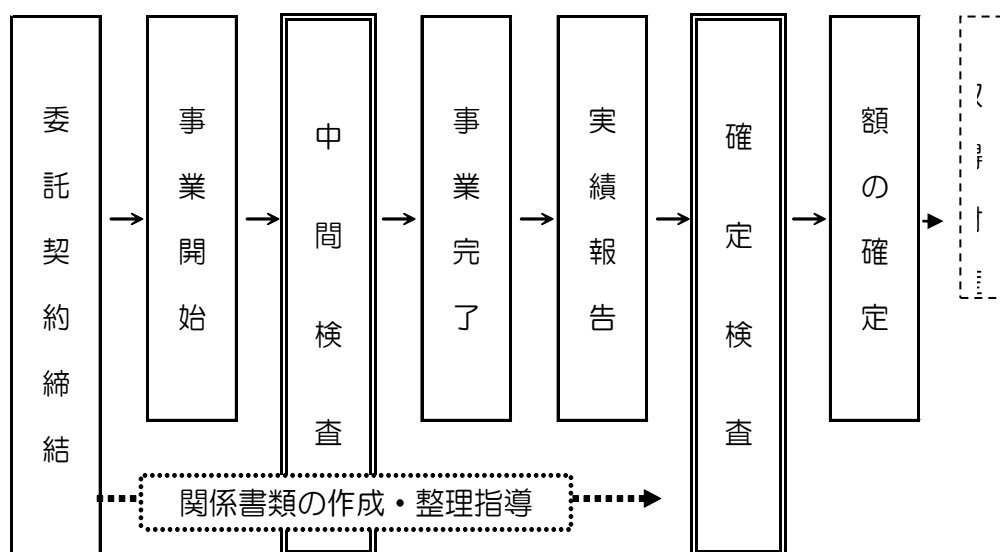 委託契約締結
事業開始
中間検査
事業完了
実績報告
確定検査
額の確定
関係書類の作成・整理指導